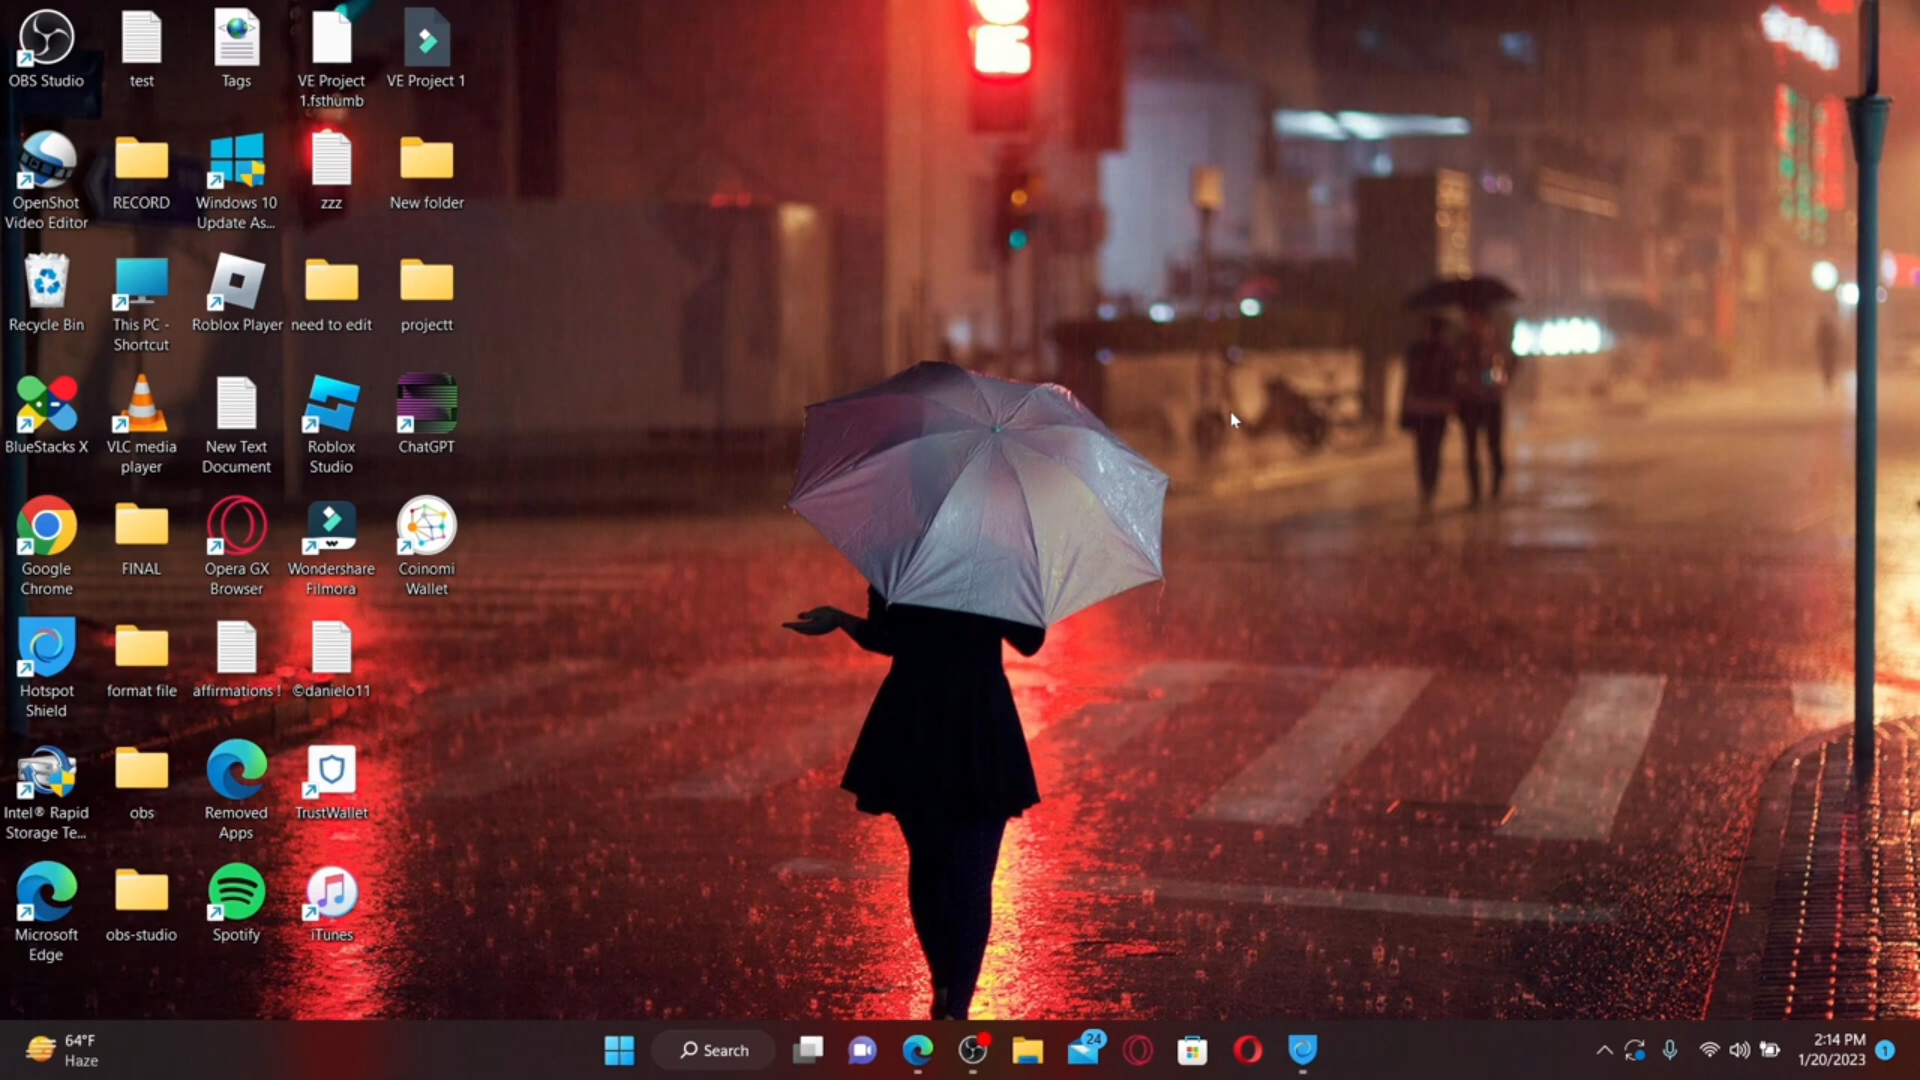 OBS Studio
test
Tags
VE Project
1.fsthumb
VE Project 1
OpenShot
Video Editor
RECORD
Windows 10
Update As...
zzz
New folder
Recycle Bin
This PC -
Shortcut
Roblox Player
need to edit
projectt
BlueStacks X
VLC media
player
New Text
Document
Roblox
Studio
ChatGPT
Google
Chrome
FINAL
Opera GX
Browser
Wondershare
Filmora
Coinomi
Wallet
Hotspot
Shield
format file
affirmations !
©danielo11
Intel® Rapid
Storage Te...
obs
Removed
Apps
TrustWallet
Microsoft
Edge
obs-studio
Spotify
iTunes
64°F
Haze
Search
24
2:14 PM
1/20/2023
1